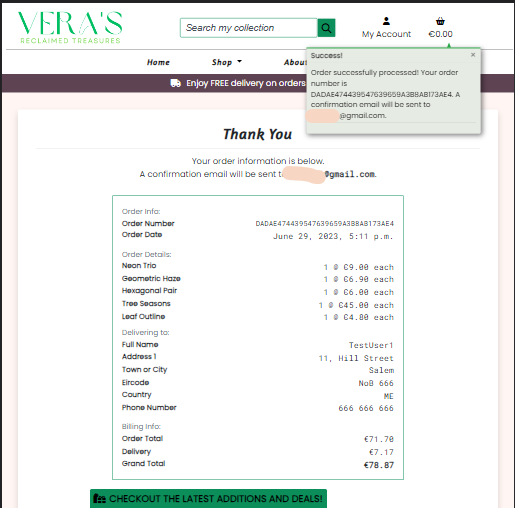 VERA'S
RECLAIMED TREASURES
Search my collection
My Account
€0.00
Home
Shop
About
Enjoy FREE delivery on orders
Success!
×
Order successfully processed! Your order
number is
DADAE474439547639659A3B8AB173AE4. A
confirmation email will be sent to
@gmail.com.
Thank You
Your order information is below.
A confirmation email will be sent t @gmail.com.
Order Info:
Order Number DADAE474439547639659A3B8AB173AE4
Order Date June 29, 2023, 5:11 p.m.
Order Details:
Neon Trio 1 @ €9.00 each
Geometric Haze 1 @ €6.90 each
Hexagonal Pair 1 @ €6.00 each
Tree Seasons 1 @ €45.00 each
Leaf Outline 1 @ €4.80 each
Delivering to:
Full Name TestUser1
Address 1 11, Hill Street
Town or City Salem
Eircode NoB 666
Country ME
Phone Number 666 666 666
Billing Info:
Order Total €71.70
Delivery €7.17
Grand Total €78.87
CHECKOUT THE LATEST ADDITIONS AND DEALS!